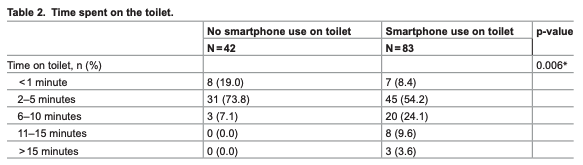 Table 2. Time spent on the toilet.
No smartphone use on toilet Smartphone use on toilet p-value
N=42 N=83
Time on toilet, n (%) 0.006*
<1 minute 8 (19.0) 7 (8.4)
2–5 minutes 31 (73.8) 45 (54.2)
6–10 minutes 3 (7.1) 20 (24.1)
11–15 minutes 0 (0.0) 8 (9.6)
>15 minutes 0 (0.0) 3 (3.6)